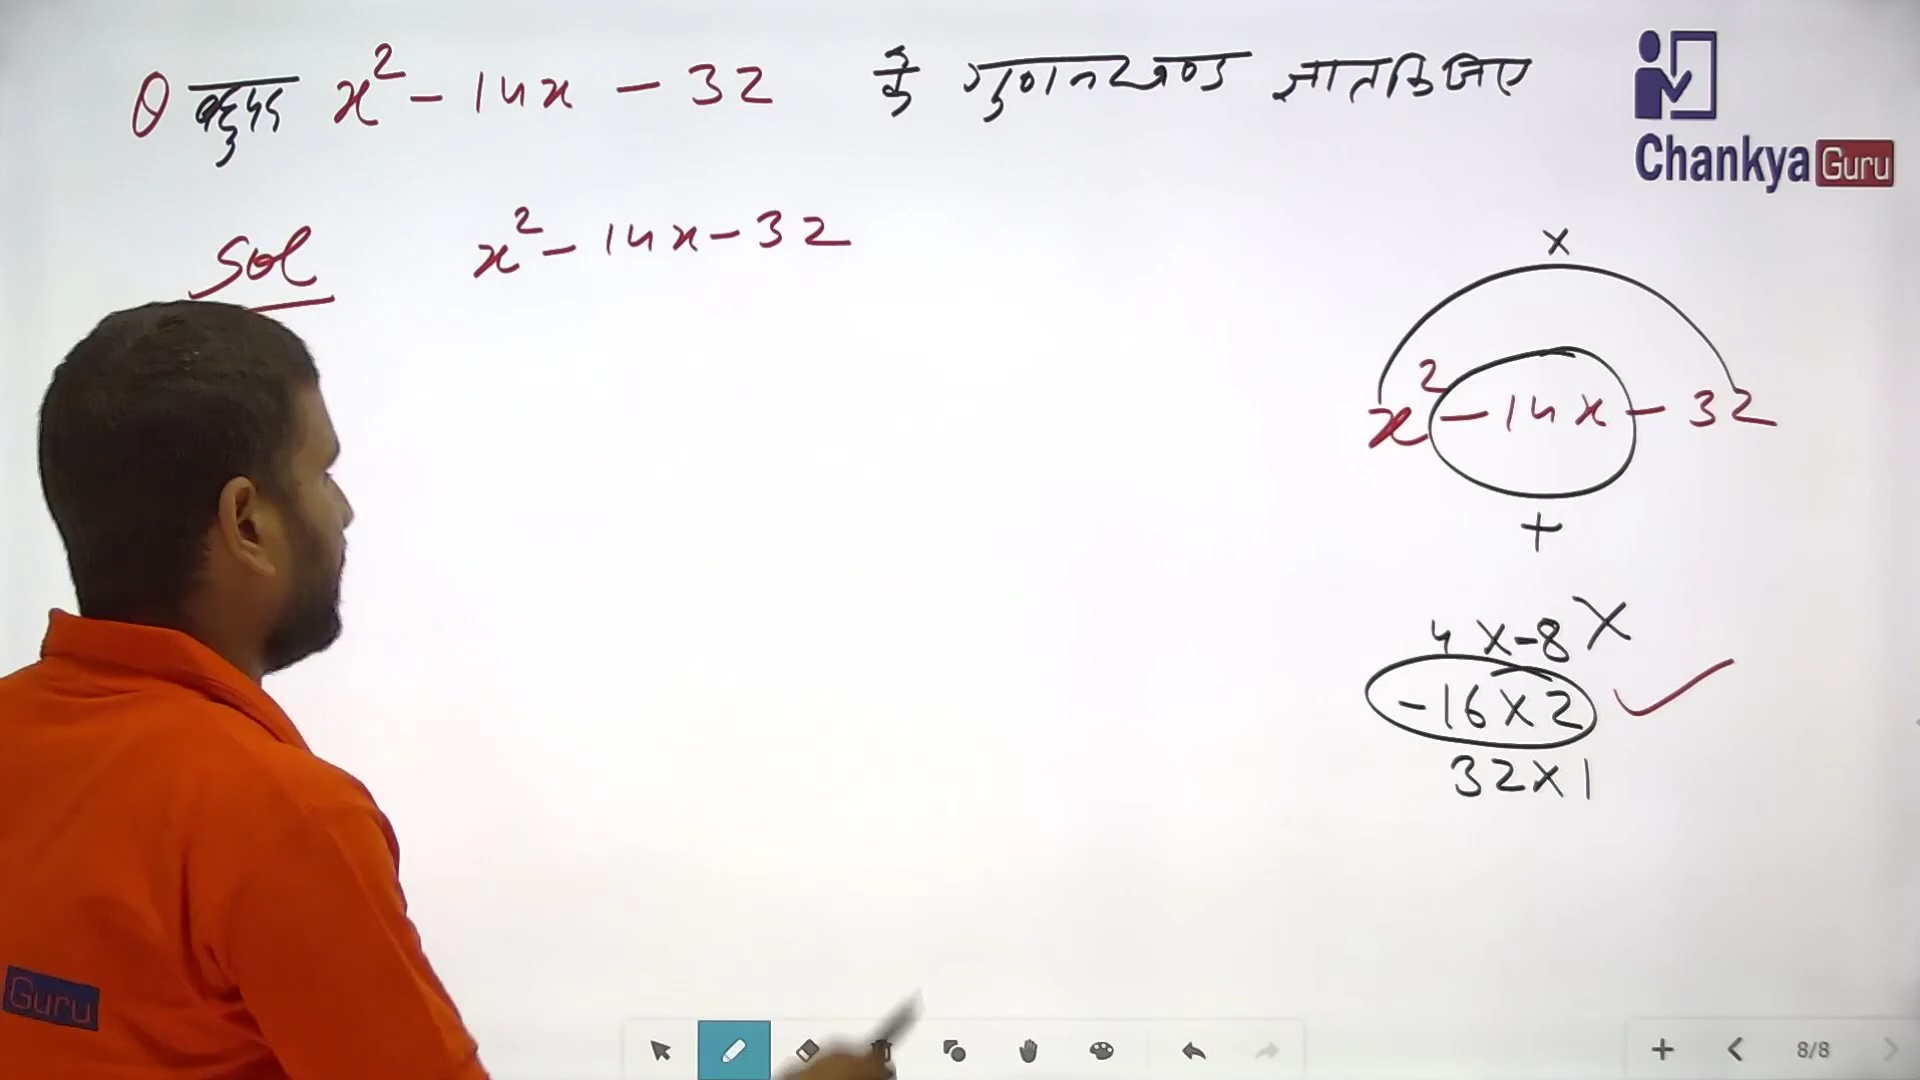 Q बहुपद x² - 14x - 32 के गुणनखण्ड ज्ञात किजिए
Chankya Guru
Sol x² - 14x - 32
×
x² - 14x - 32
+
4 × -8 ×
-16 × 2 ✓
32 × 1
Guru
8/8